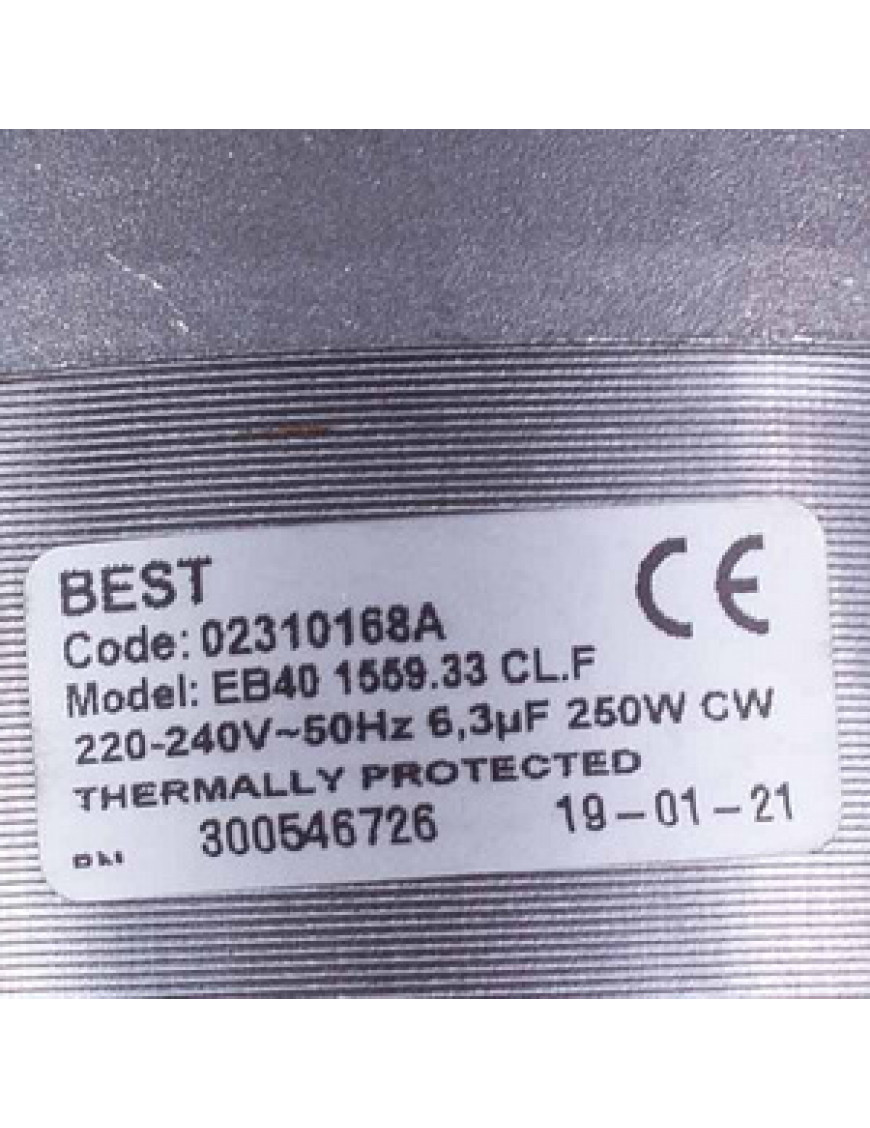 BEST
CE
Code: 02310168A
Model: EB40 1559.33 CL.F
220-240V~50Hz 6,3µF 250W CW
THERMALLY PROTECTED
300546726 19-01-21